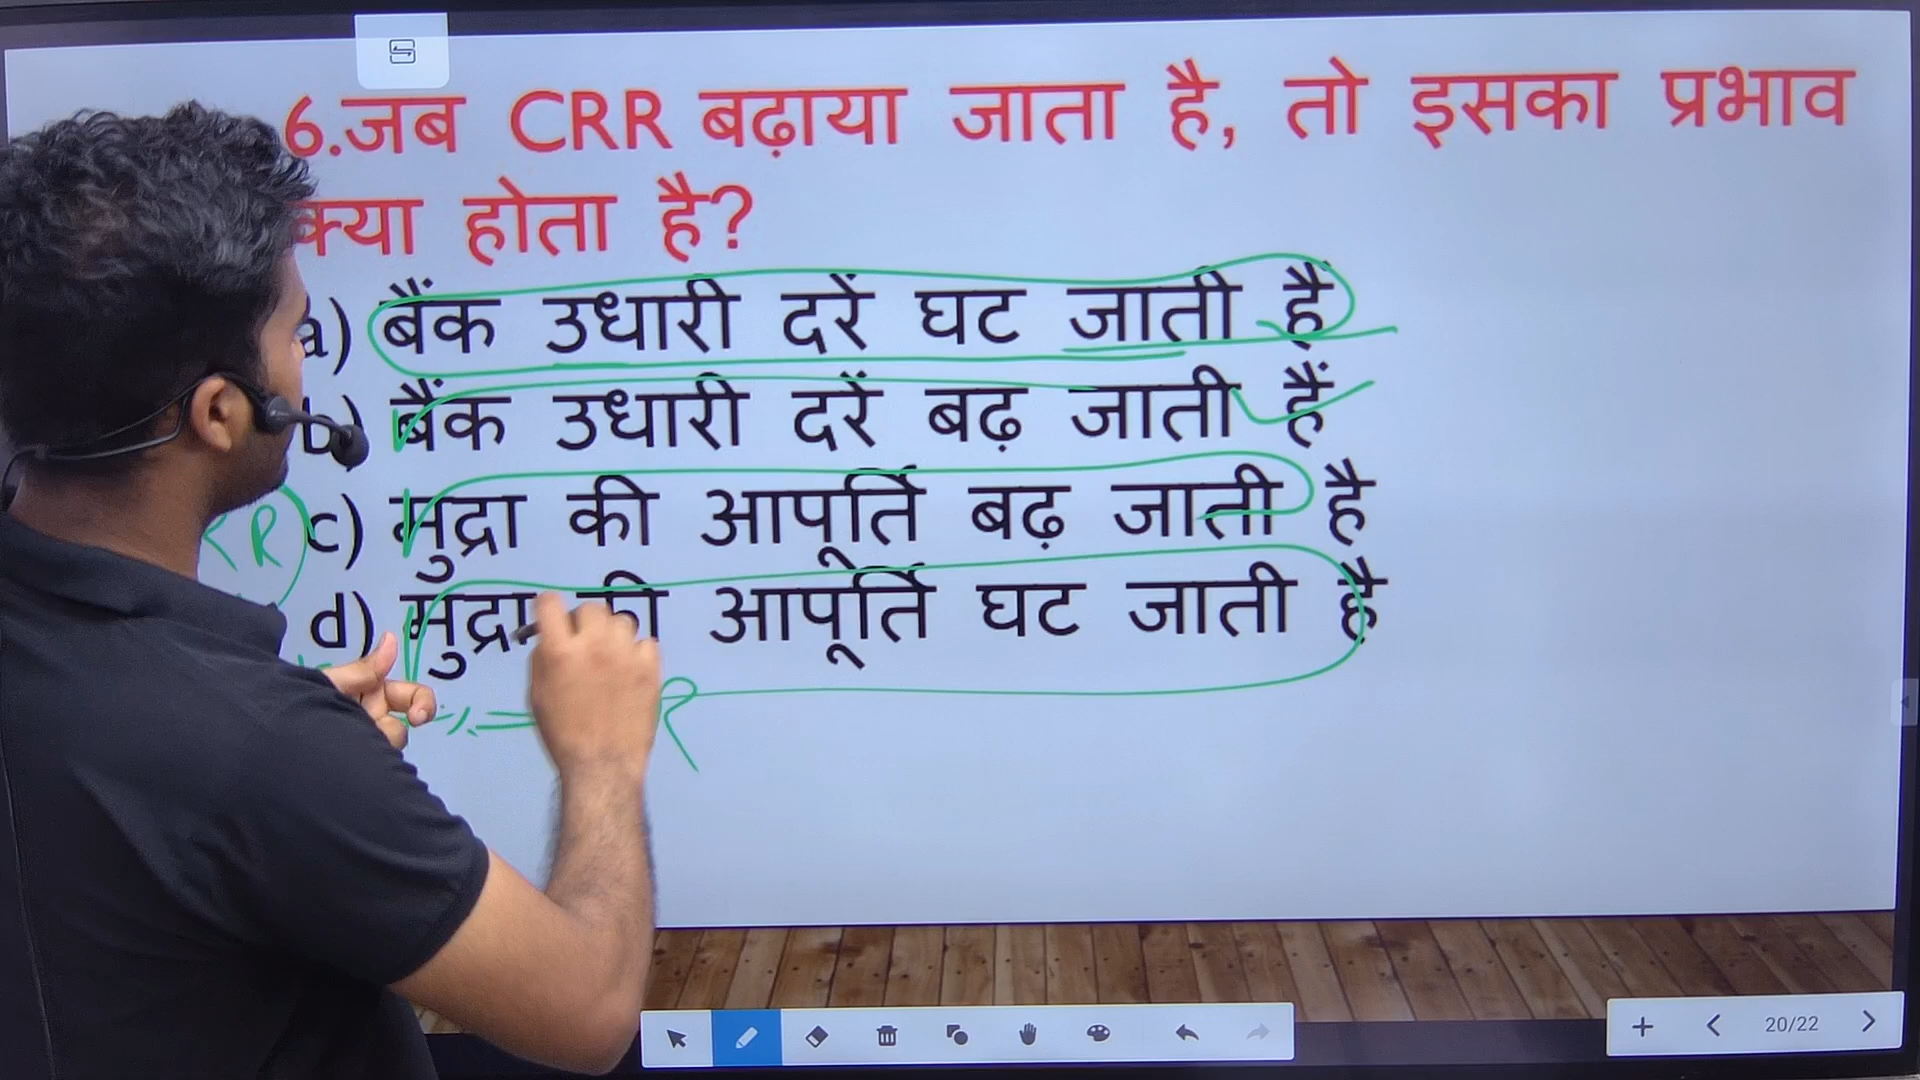 6.जब CRR बढ़ाया जाता है, तो इसका प्रभाव
क्या होता है?
a) बैंक उधारी दरें घट जाती है
b) बैंक उधारी दरें बढ़ जाती हैं
c) मुद्रा की आपूर्ति बढ़ जाती है
d) मुद्रा की आपूर्ति घट जाती है
20/22